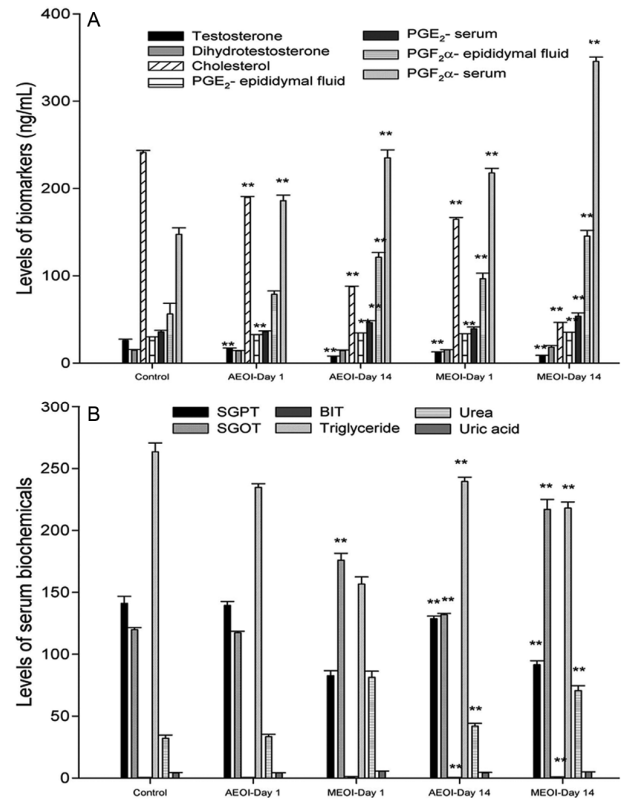 A
Testosterone
Dihydrotestosterone
Cholesterol
PGE₂- epididymal fluid
PGE₂- serum
PGF₂α- epididymal fluid
PGF₂α- serum
Levels of biomarkers (ng/mL)
400
300
200
100
0
** ** ** **
** ** ** ** ** **
** ** ** ** **
** ** ** ** ** **
Control
AEOI-Day 1
AEOI-Day 14
MEOI-Day 1
MEOI-Day 14
B
SGPT
SGOT
BIT
Triglyceride
Urea
Uric acid
Levels of serum biochemicals
300
250
200
150
100
50
0
**
** ** ** ** **
** ** ** ** **
Control
AEOI-Day 1
MEOI-Day 1
AEOI-Day 14
MEOI-Day 14